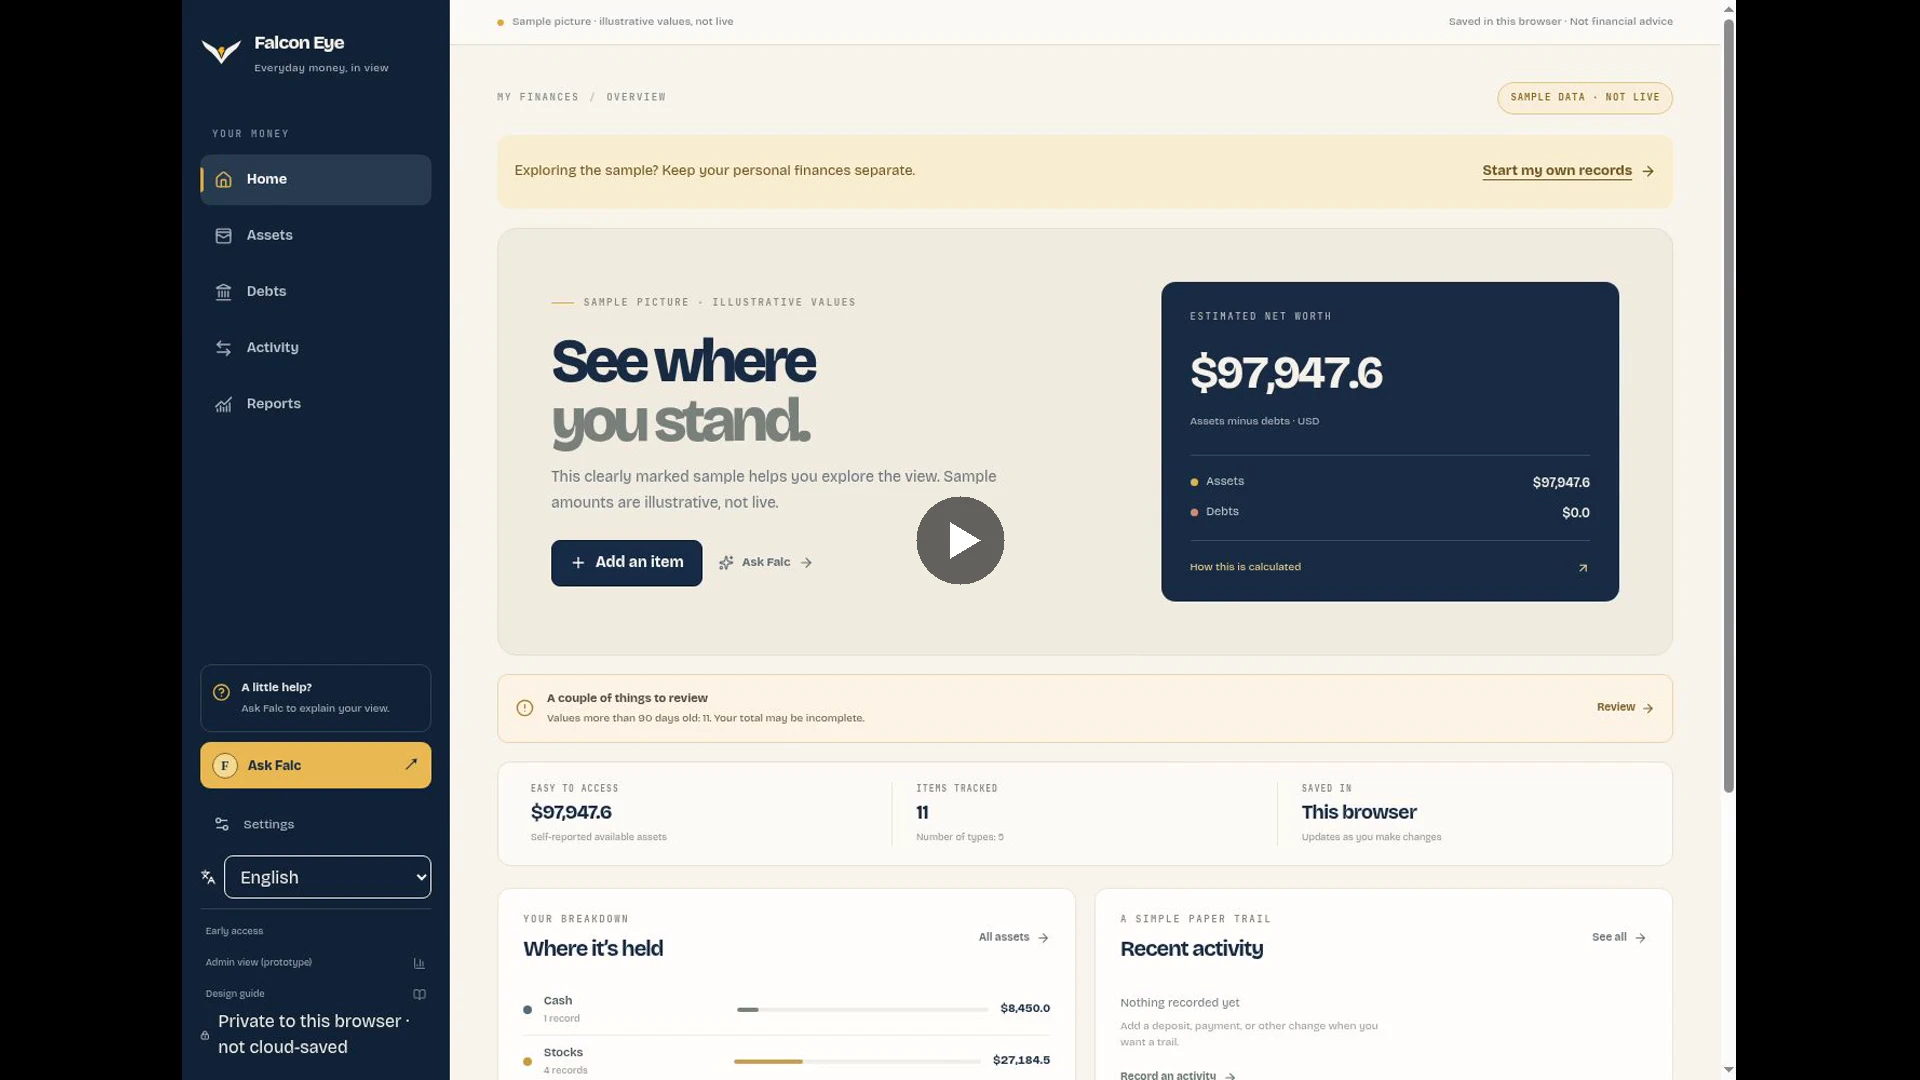 Falcon Eye
Everyday money, in view
YOUR MONEY
Home
Assets
Debts
Activity
Reports
A little help?
Ask Falc to explain your view.
F Ask Falc
Settings
English
Early access
Admin view (prototype)
Design guide
Private to this browser ·
not cloud-saved
Sample picture · illustrative values, not live
Saved in this browser · Not financial advice
MY FINANCES / OVERVIEW
SAMPLE DATA · NOT LIVE
Exploring the sample? Keep your personal finances separate.
Start my own records
SAMPLE PICTURE · ILLUSTRATIVE VALUES
See where
you stand.
This clearly marked sample helps you explore the view. Sample
amounts are illustrative, not live.
Add an item
Ask Falc
ESTIMATED NET WORTH
$97,947.6
Assets minus debts · USD
Assets $97,947.6
Debts $0.0
How this is calculated
A couple of things to review
Values more than 90 days old: 11. Your total may be incomplete.
Review
EASY TO ACCESS
$97,947.6
Self-reported available assets
ITEMS TRACKED
11
Number of types: 5
SAVED IN
This browser
Updates as you make changes
YOUR BREAKDOWN
Where it's held
All assets
Cash
1 record
$8,450.0
Stocks
4 records
$27,184.5
A SIMPLE PAPER TRAIL
Recent activity
See all
Nothing recorded yet
Add a deposit, payment, or other change when you
want a trail.
Record an activity